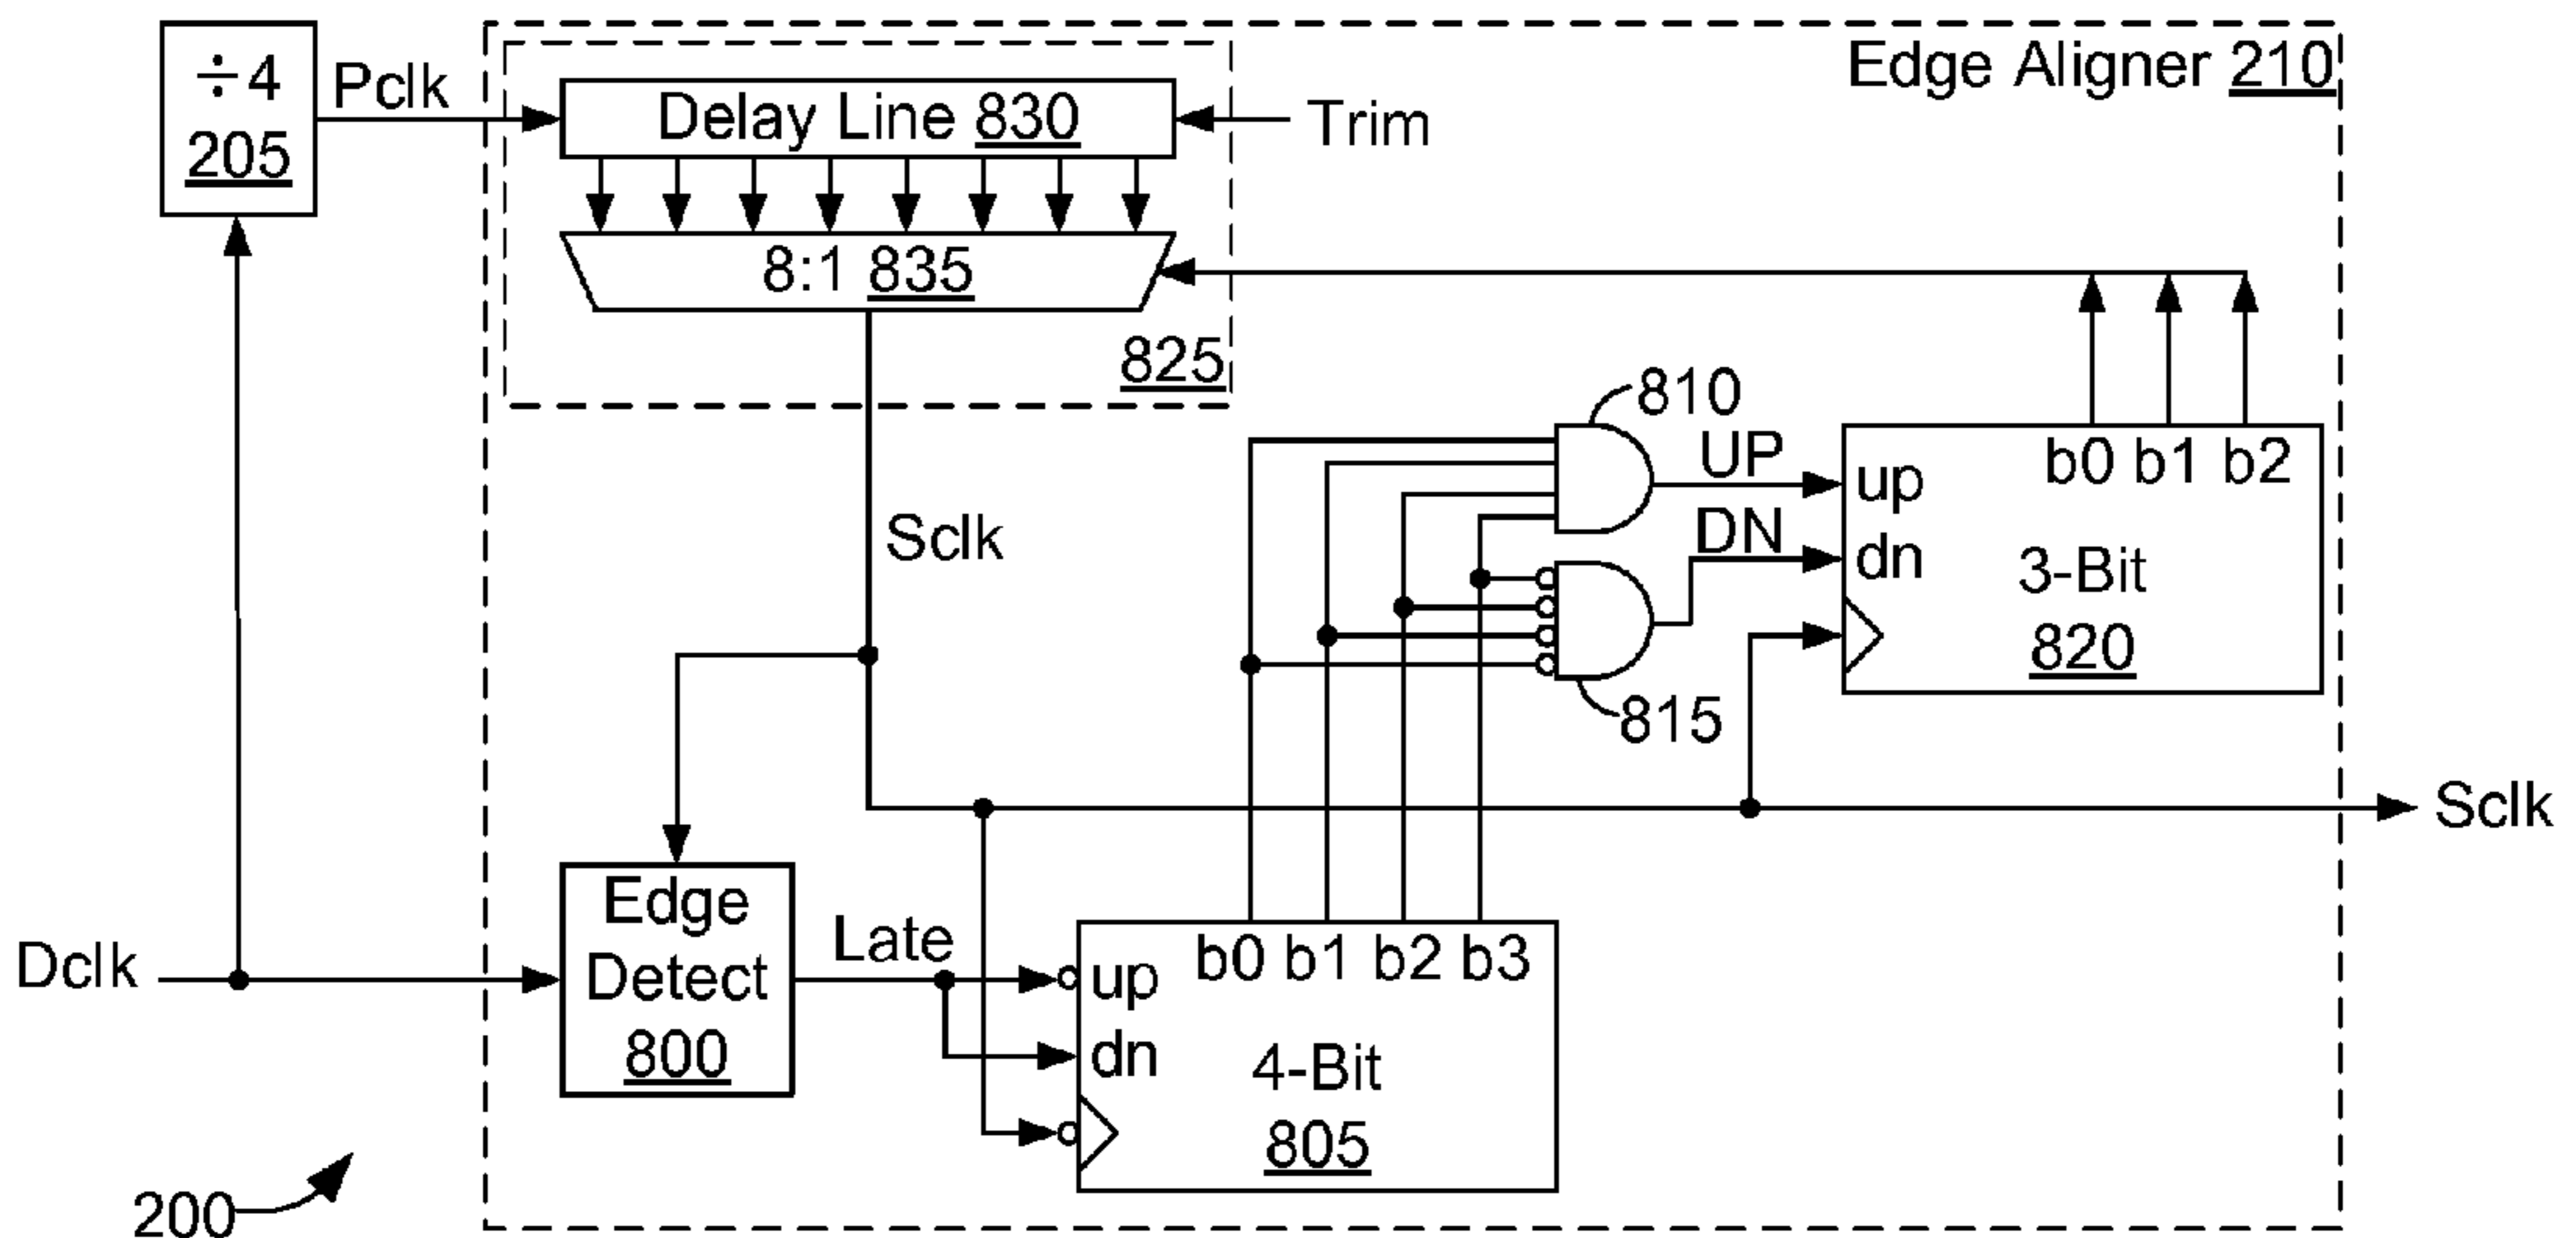 ÷4
205
Pclk
Delay Line 830
Trim
Edge Aligner 210
8:1 835
825
Sclk
810
UP
DN
815
up
dn
b0 b1 b2
3-Bit
820
Sclk
Dclk
Edge
Detect
800
Late
up
dn
b0 b1 b2 b3
4-Bit
805
200